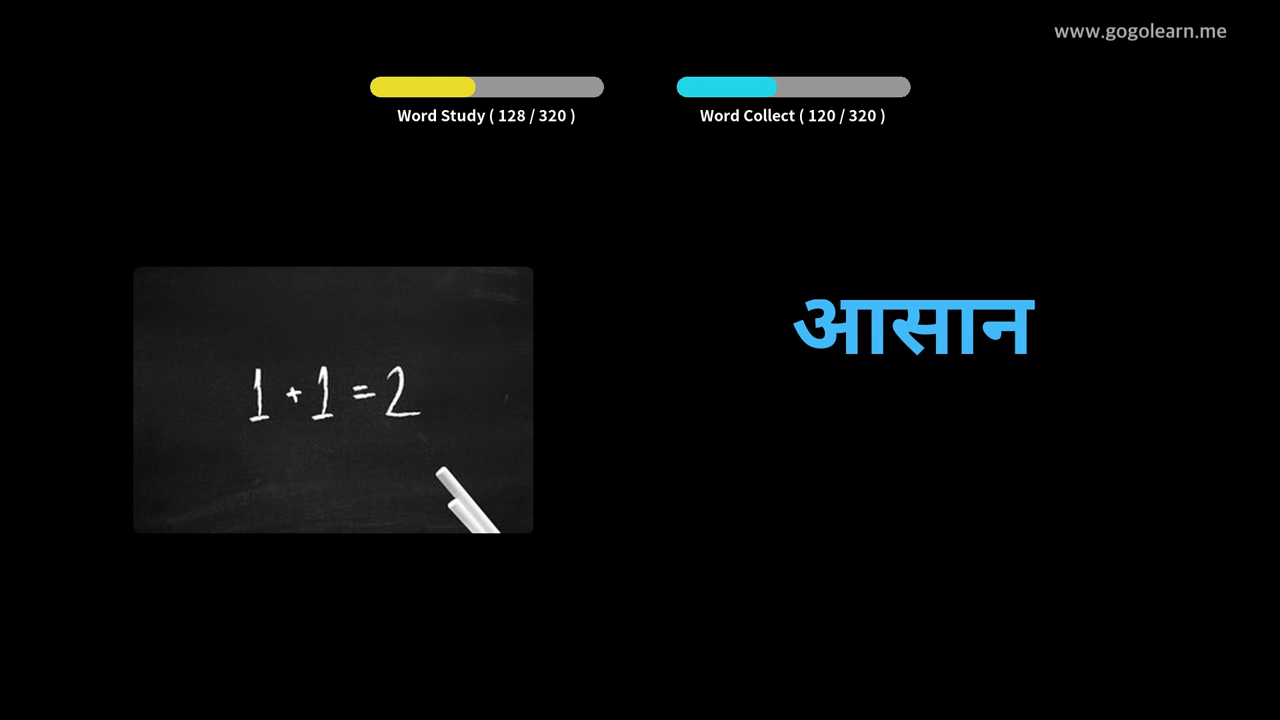 www.gogolearn.me
Word Study ( 128 / 320 )
Word Collect ( 120 / 320 )
1 + 1 = 2
आसान